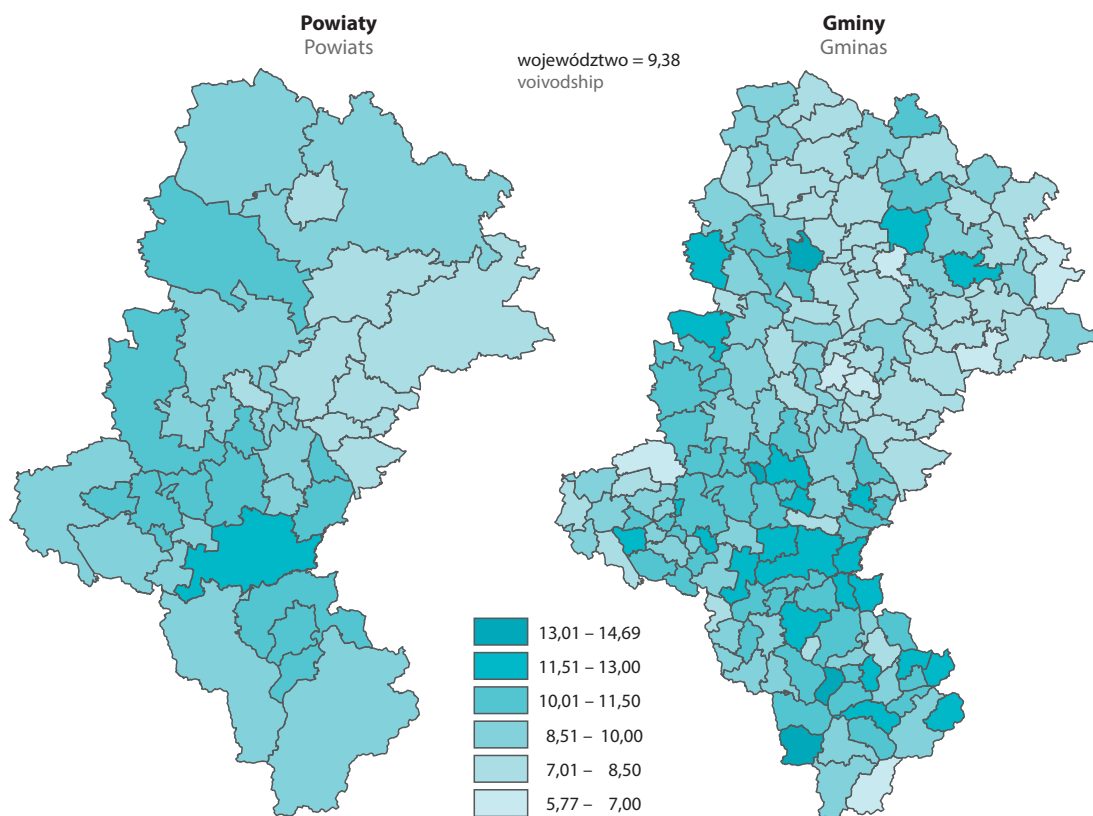 Powiaty
Powiats
Gminy
Gminas
województwo = 9,38
voivodship
13,01 – 14,69
11,51 – 13,00
10,01 – 11,50
8,51 – 10,00
7,01 – 8,50
5,77 – 7,00